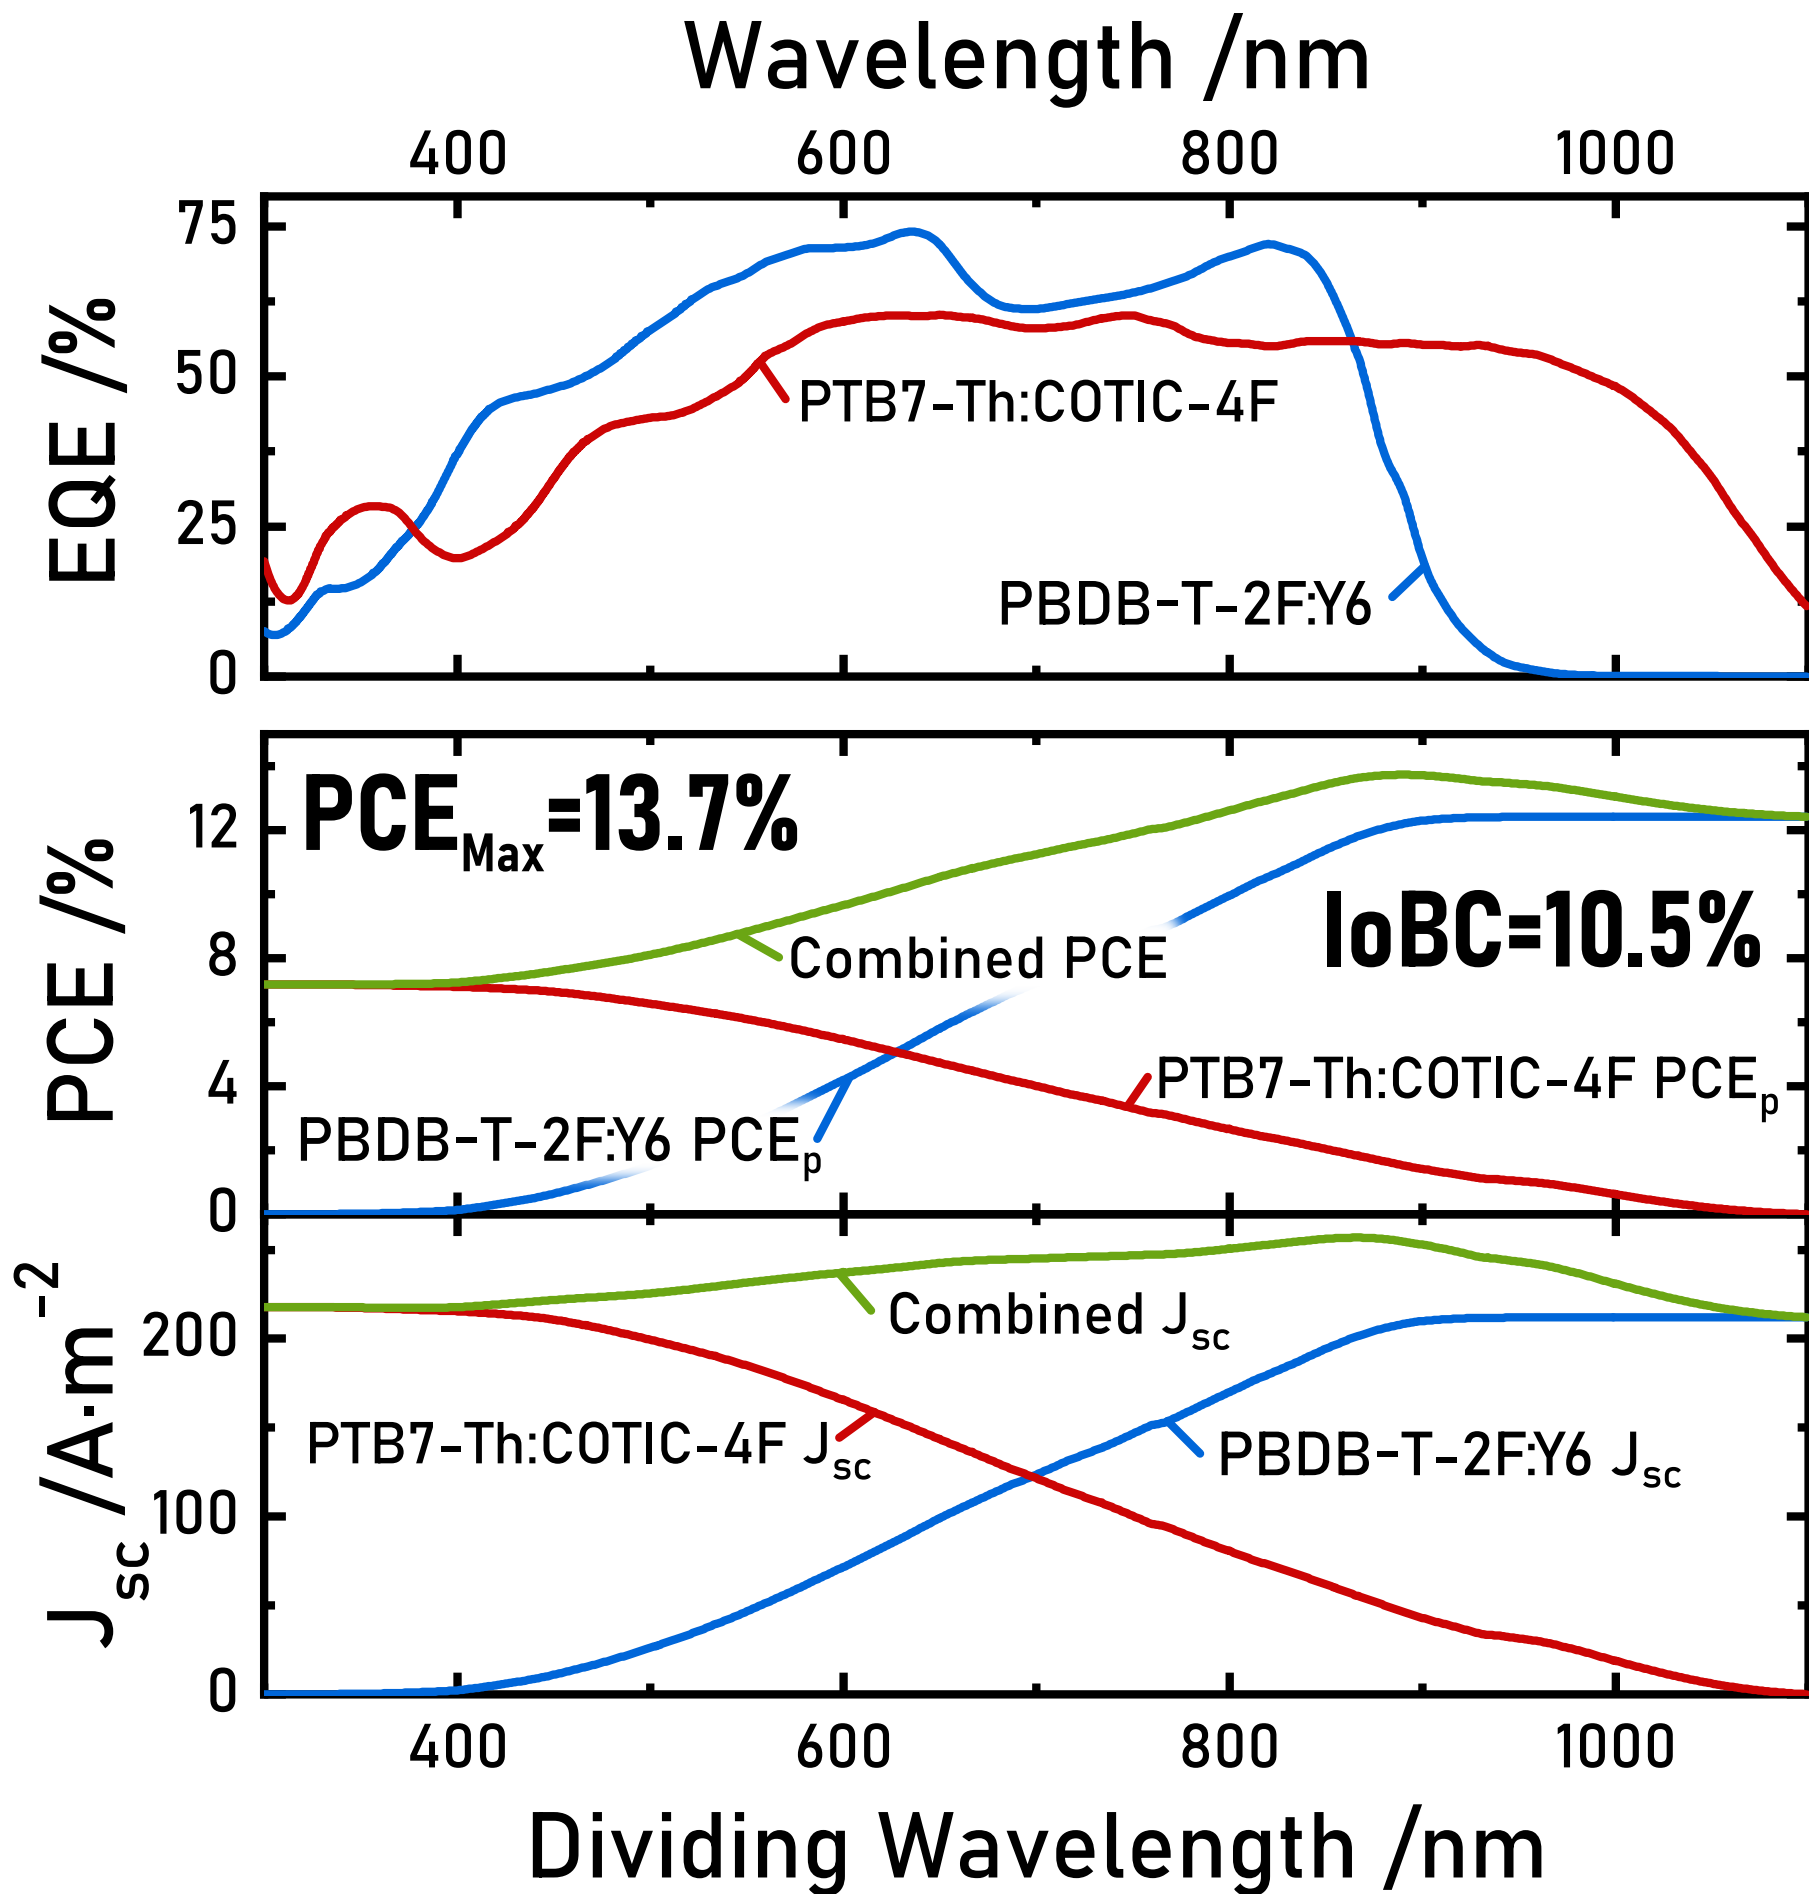 Wavelength /nm
400 600 800 1000
EQE /%
75
50
25
0
PTB7-Th:COTIC-4F
PBDB-T-2F:Y6
PCE /%
12
8
4
0
PCE_Max=13.7%
IoBC=10.5%
Combined PCE
PTB7-Th:COTIC-4F PCE_p
PBDB-T-2F:Y6 PCE_p
J_sc /A·m^-2
200
100
0
Combined J_sc
PTB7-Th:COTIC-4F J_sc
PBDB-T-2F:Y6 J_sc
400 600 800 1000
Dividing Wavelength /nm